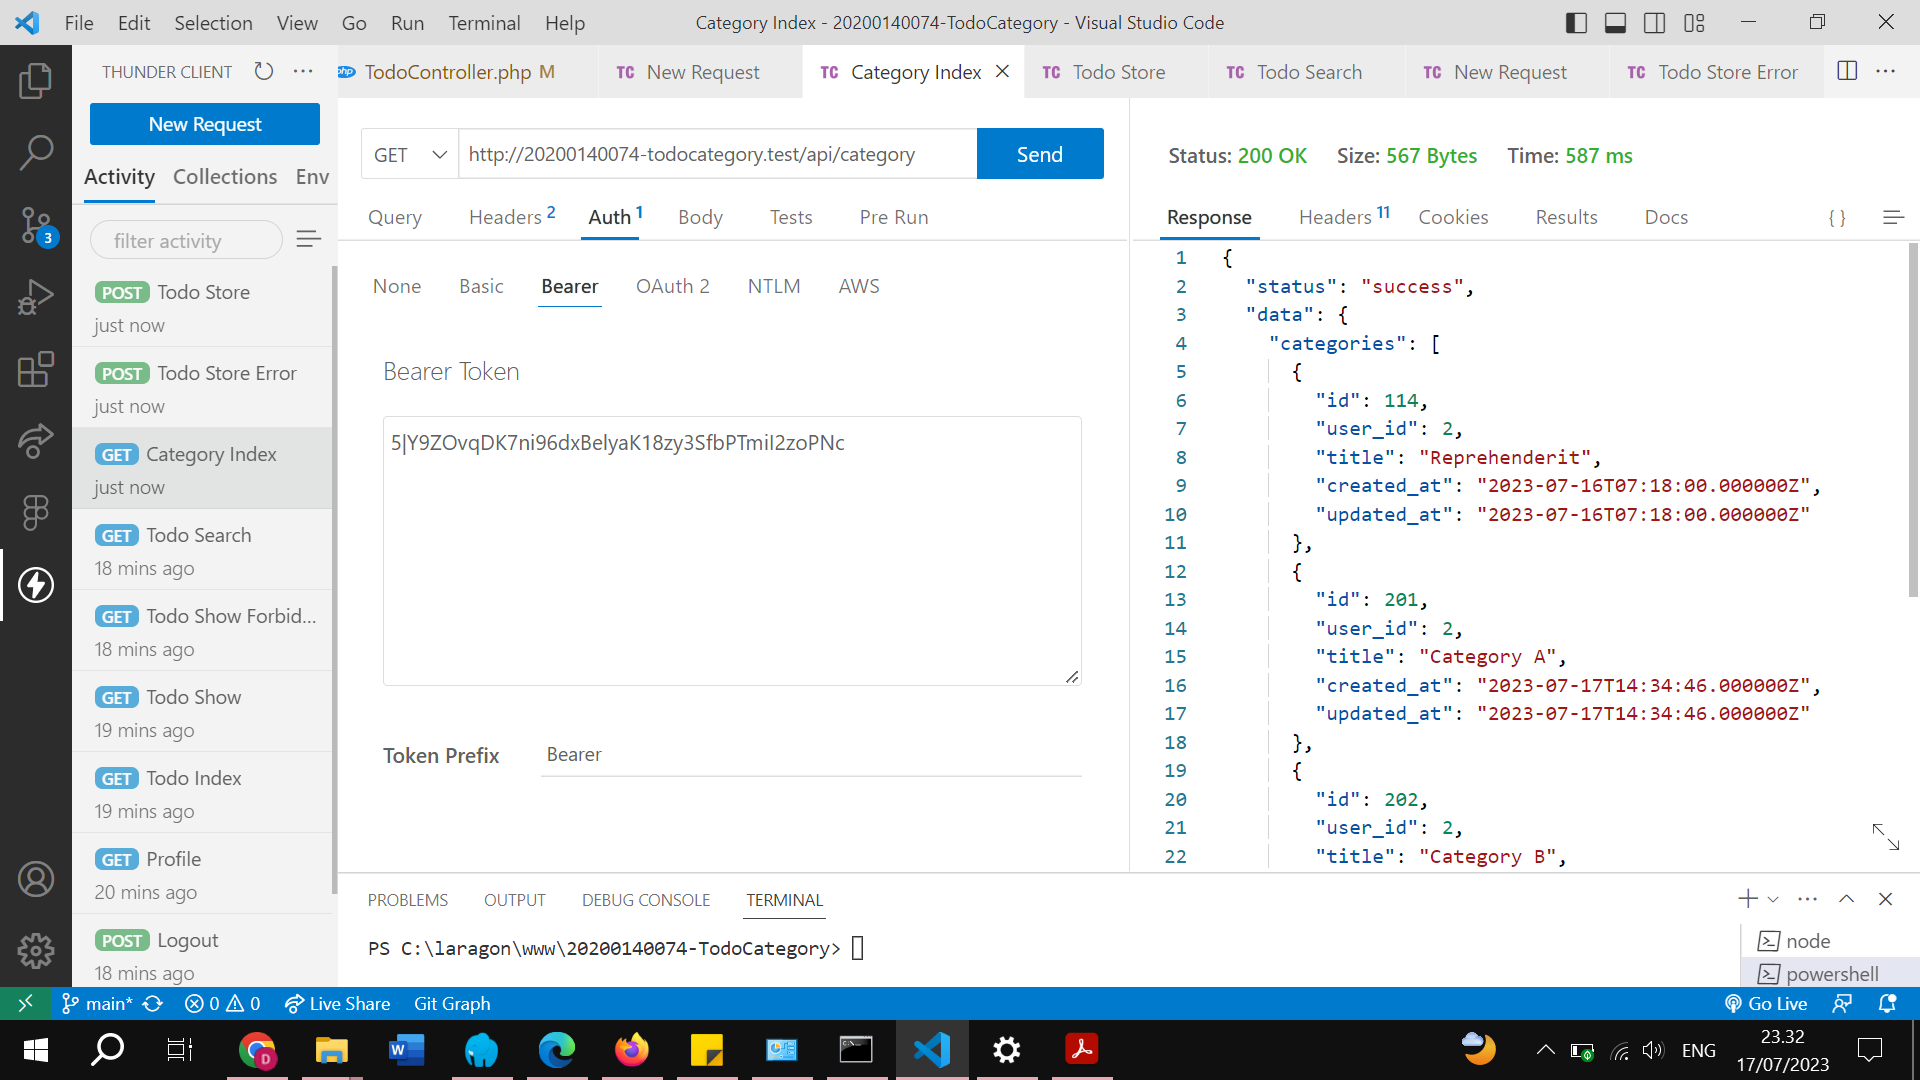 File Edit Selection View Go Run Terminal Help
Category Index - 20200140074-TodoCategory - Visual Studio Code
THUNDER CLIENT
New Request
Activity Collections Env
filter activity
POST Todo Store
just now
POST Todo Store Error
just now
GET Category Index
just now
GET Todo Search
18 mins ago
GET Todo Show Forbid...
18 mins ago
GET Todo Show
19 mins ago
GET Todo Index
19 mins ago
GET Profile
20 mins ago
POST Logout
18 mins ago
3
php TodoController.php M
TC New Request
TC Category Index
TC Todo Store
TC Todo Search
TC New Request
TC Todo Store Error
GET http://20200140074-todocategory.test/api/category Send
Query Headers 2 Auth 1 Body Tests Pre Run
None Basic Bearer OAuth 2 NTLM AWS
Bearer Token
5|Y9ZOvqDK7ni96dxBelyaK18zy3SfbPTmiI2zoPNc
Token Prefix Bearer
Status: 200 OK Size: 567 Bytes Time: 587 ms
Response Headers 11 Cookies Results Docs { }
1 {
2 "status": "success",
3 "data": {
4 "categories": [
5 {
6 "id": 114,
7 "user_id": 2,
8 "title": "Reprehenderit",
9 "created_at": "2023-07-16T07:18:00.000000Z",
10 "updated_at": "2023-07-16T07:18:00.000000Z"
11 },
12 {
13 "id": 201,
14 "user_id": 2,
15 "title": "Category A",
16 "created_at": "2023-07-17T14:34:46.000000Z",
17 "updated_at": "2023-07-17T14:34:46.000000Z"
18 },
19 {
20 "id": 202,
21 "user_id": 2,
22 "title": "Category B",
PROBLEMS OUTPUT DEBUG CONSOLE TERMINAL
PS C:\laragon\www\20200140074-TodoCategory>
node
powershell
main* 0 0 Live Share Git Graph
Go Live
D
W
ENG
23.32
17/07/2023